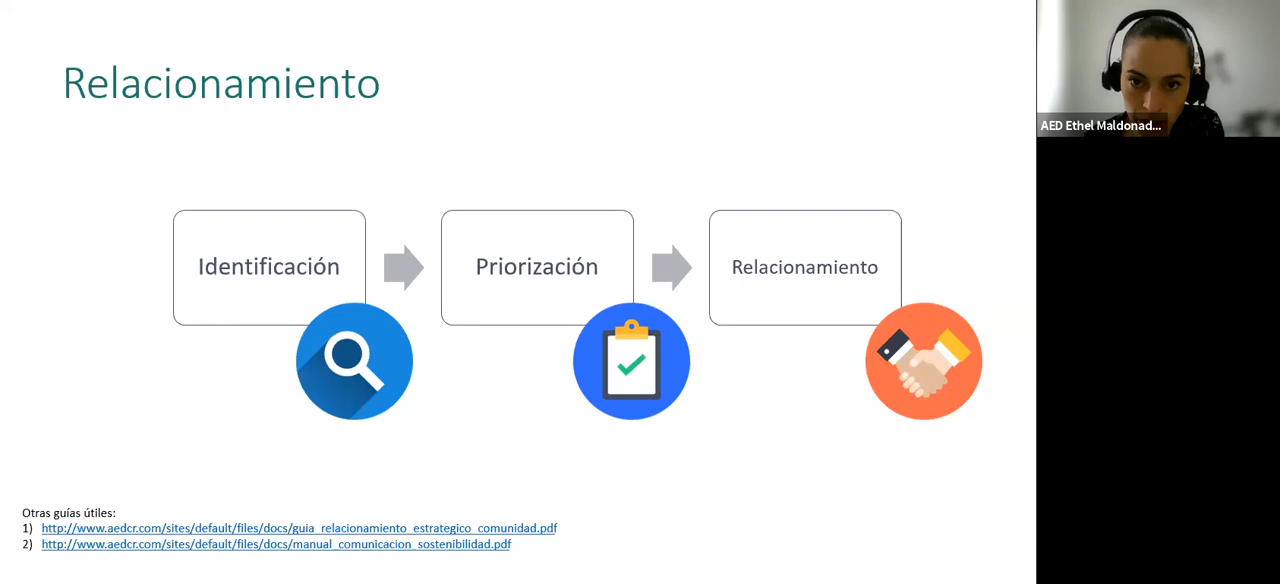 Relacionamiento
AED Ethel Maldonad...
Identificación
Priorización
Relacionamiento
Otras guías útiles:
1) http://www.aedcr.com/sites/default/files/docs/guia_relacionamiento_estrategico_comunidad.pdf
2) http://www.aedcr.com/sites/default/files/docs/manual_comunicacion_sostenibilidad.pdf